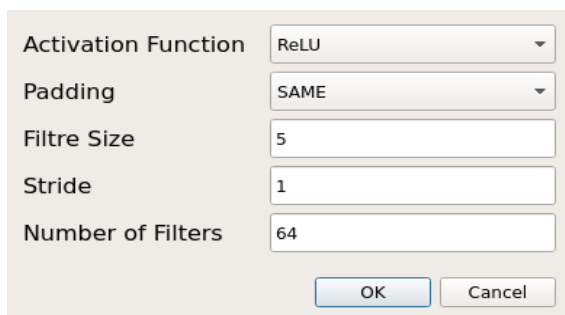 Activation Function ReLU
Padding SAME
Filtre Size 5
Stride 1
Number of Filters 64
OK Cancel